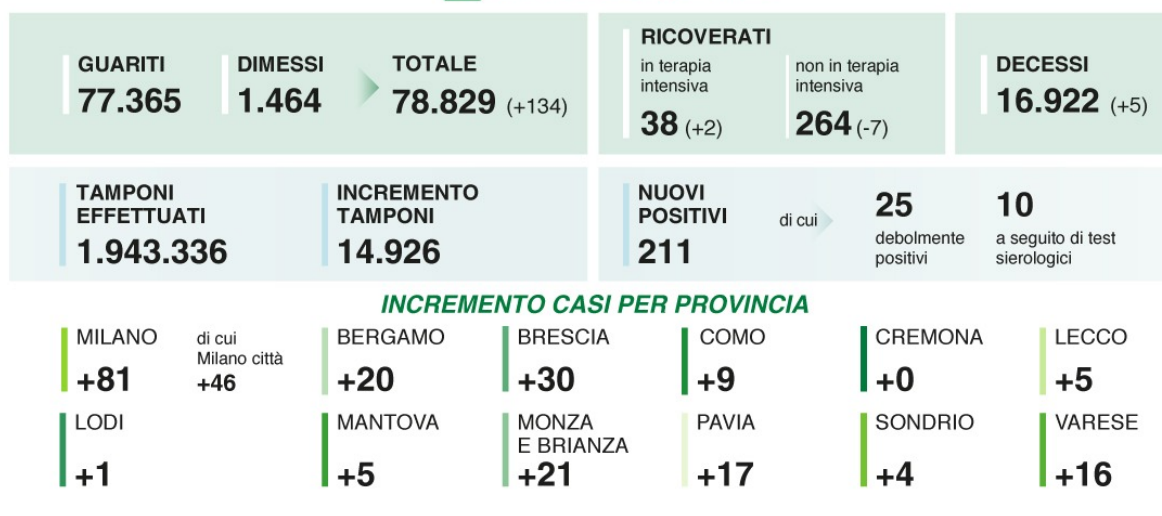 GUARITI
77.365
DIMESSI
1.464
TOTALE
78.829 (+134)
RICOVERATI
in terapia
intensiva
38 (+2)
non in terapia
intensiva
264 (-7)
DECESSI
16.922 (+5)
TAMPONI
EFFETTUATI
1.943.336
INCREMENTO
TAMPONI
14.926
NUOVI
POSITIVI
211
di cui
25
debolmente
positivi
10
a seguito di test
sierologici
INCREMENTO CASI PER PROVINCIA
MILANO
+81
di cui
Milano città
+46
BERGAMO
+20
BRESCIA
+30
COMO
+9
CREMONA
+0
LECCO
+5
LODI
+1
MANTOVA
+5
MONZA
E BRIANZA
+21
PAVIA
+17
SONDRIO
+4
VARESE
+16